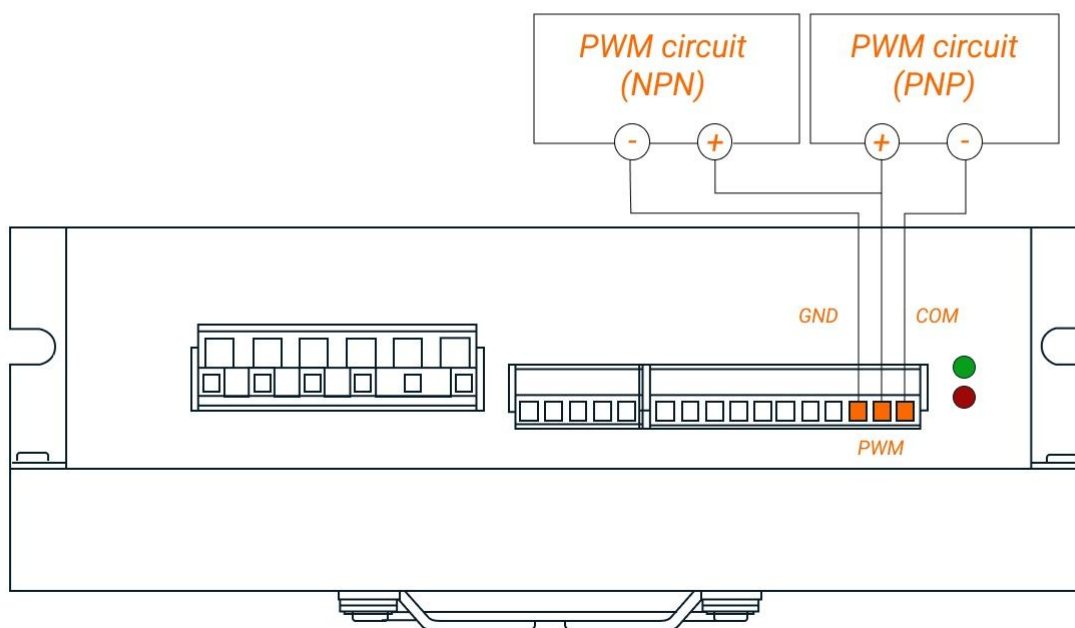 PWM circuit
(NPN)
PWM circuit
(PNP)
-
+
+
-
GND
COM
PWM